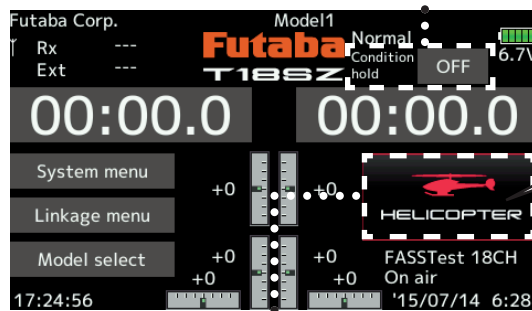 Futaba Corp.
Model1
Rx ---
Ext ---
Futaba
T18SZ
Normal
Condition hold
OFF
6.7V
00:00.0
00:00.0
System menu
Linkage menu
Model select
+0
+0
HELICOPTER
+0
+0
+0
+0
FASSTest 18CH
On air
17:24:56
'15/07/14 6:28